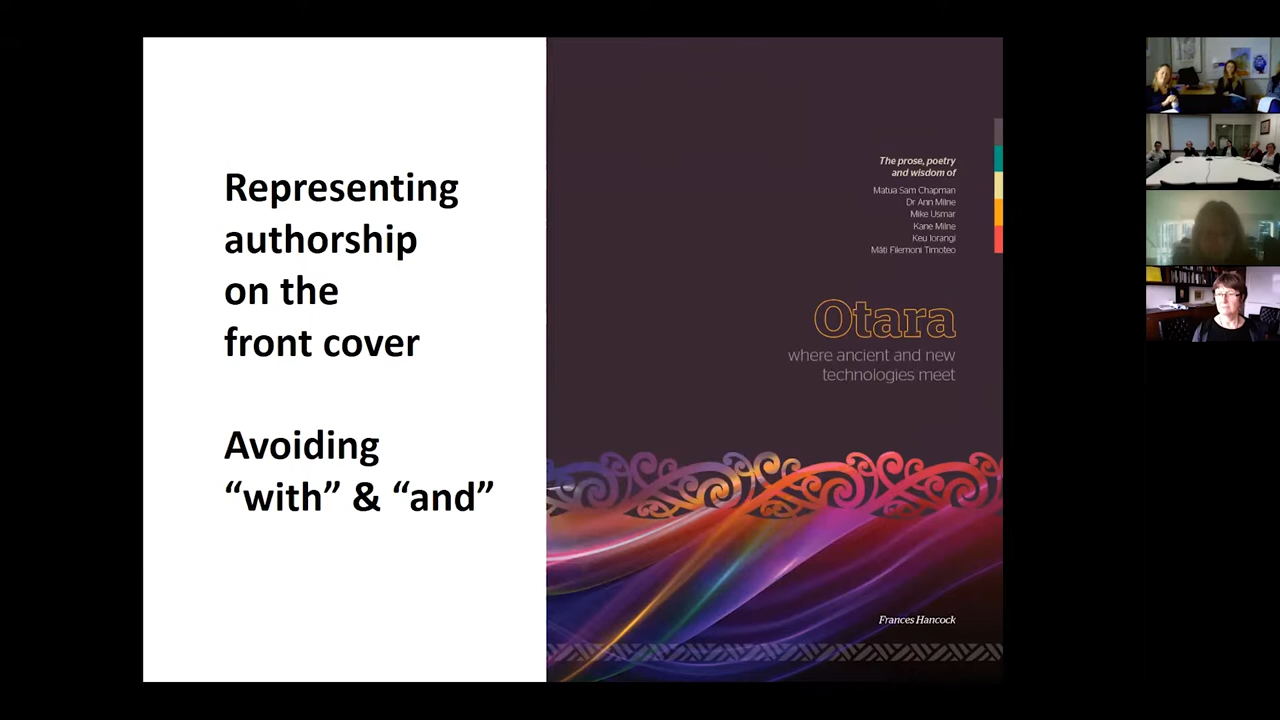 Representing
authorship
on the
front cover
Avoiding
“with” & “and”
The prose, poetry
and wisdom of
Matua Sam Chapman
Dr Ann Milne
Mike Usmar
Kane Milne
Keu Iorangi
Māti Filemoni Timoteo
Otara
where ancient and new
technologies meet
Frances Hancock